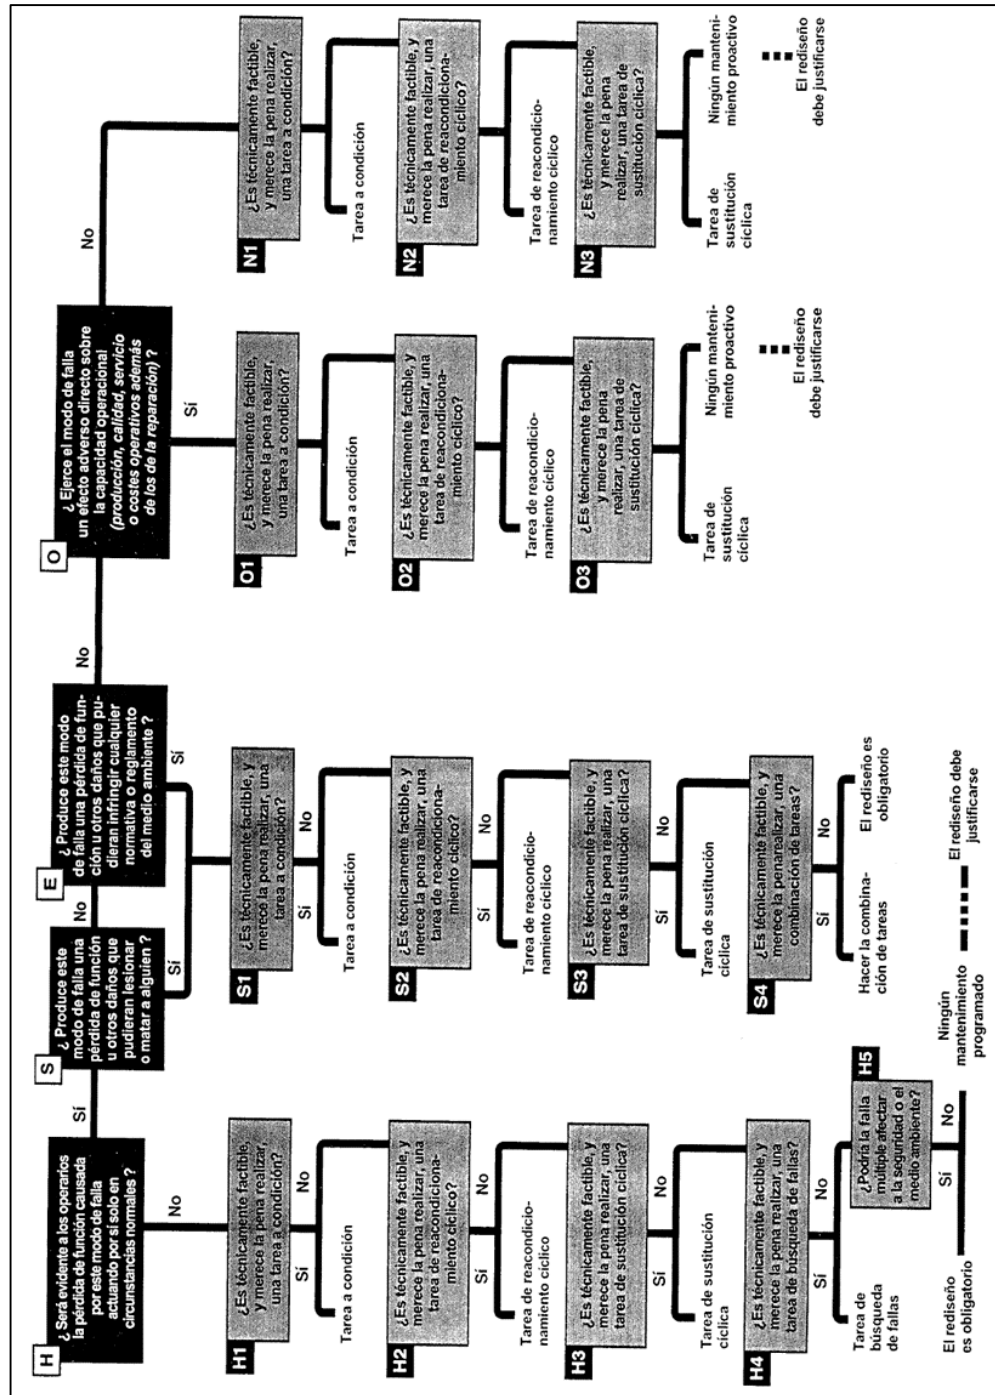 H
¿ Será evidente a los operarios
la pérdida de función causada
por este modo de falla
actuando por sí solo en
circunstancias normales ?
Sí
No
S
¿ Produce este
modo de falla una
pérdida de función
u otros daños que
pudieran lesionar
o matar a alguien ?
No
Sí
E
¿ Produce este modo
de falla una pérdida de fun-
ción u otros daños que pu-
dieran infringir cualquier
normativa o reglamento
del medio ambiente ?
No
Sí
O
¿ Ejerce el modo de falla
un efecto adverso directo sobre
la capacidad operacional
(producción, calidad, servicio
o costes operativos además
de los de la reparación) ?
No
Sí
H1
¿Es técnicamente factible,
y merece la pena realizar,
una tarea a condición?
Sí
No
Tarea a condición
H2
¿Es técnicamente factible, y
merece la pena realizar, una
tarea de reacondiciona-
miento cíclico?
Sí
No
Tarea de reacondicio-
namiento cíclico
H3
¿Es técnicamente factible, y
merece la pena realizar, una
tarea de sustitución cíclica?
Sí
No
Tarea de sustitución
cíclica
H4
¿Es técnicamente factible, y
merece la pena realizar, una
tarea de búsqueda de fallas?
Sí
No
Tarea de
búsqueda
de fallas
H5
¿Podría la falla
múltiple afectar
a la seguridad o el
medio ambiente?
Sí
No
El rediseño
es obligatorio
Ningún
mantenimiento
programado
El rediseño debe
justificarse
S1
¿Es técnicamente factible, y
merece la pena realizar, una
tarea a condición?
Sí
No
Tarea a condición
S2
¿Es técnicamente factible, y
merece la pena realizar, una
tarea de reacondiciona-
miento cíclico?
Sí
No
Tarea de reacondicio-
namiento cíclico
S3
¿Es técnicamente factible, y
merece la pena realizar, una
tarea de sustitución cíclica?
Sí
No
Tarea de sustitución
cíclica
S4
¿Es técnicamente factible, y
merece la penarealizar, una
combinación de tareas?
Sí
No
Hacer la combina-
ción de tareas
El rediseño es
obligatorio
O1
¿Es técnicamente factible,
y merece la pena realizar,
una tarea a condición?
Tarea a condición
O2
¿Es técnicamente factible, y
merece la pena realizar, una
tarea de reacondiciona-
miento cíclico?
Tarea de reacondicio-
namiento cíclico
O3
¿Es técnicamente factible,
y merece la pena
realizar, una tarea de
sustitución cíclica?
Tarea de
sustitución
cíclica
Ningún manteni-
miento proactivo
El rediseño
debe justificarse
N1
¿Es técnicamente factible,
y merece la pena realizar,
una tarea a condición?
Tarea a condición
N2
¿Es técnicamente factible, y
merece la pena realizar, una
tarea de reacondiciona-
miento cíclico?
Tarea de reacondicio-
namiento cíclico
N3
¿Es técnicamente factible,
y merece la pena
realizar, una tarea de
sustitución cíclica?
Tarea de
sustitución
cíclica
Ningún manteni-
miento proactivo
El rediseño
debe justificarse